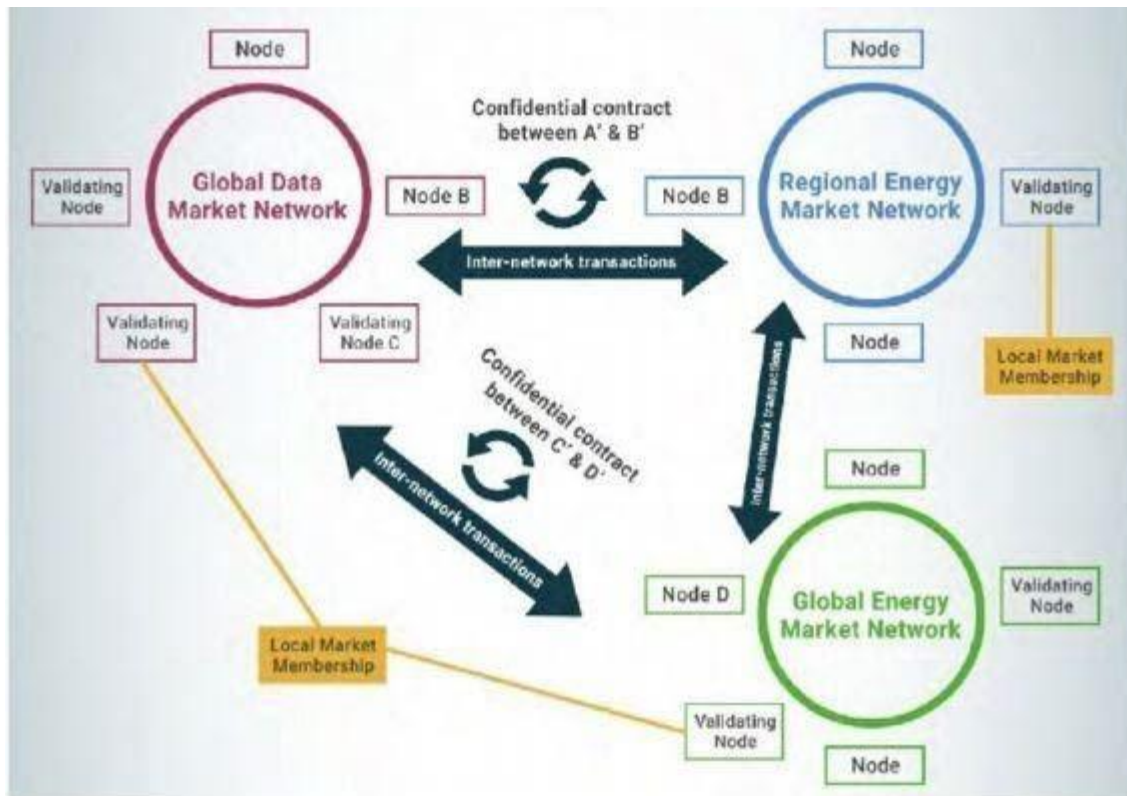 Node
Node
Confidential contract
between A' & B'
Validating
Node
Global Data
Market Network
Node B
Node B
Regional Energy
Market Network
Validating
Node
Inter-network transactions
Validating
Node
Validating
Node C
Node
Inter-network transactions
Local Market
Membership
Confidential contract
between C' & D'
Inter-network transactions
Node
Node D
Global Energy
Market Network
Validating
Node
Local Market
Membership
Validating
Node
Node